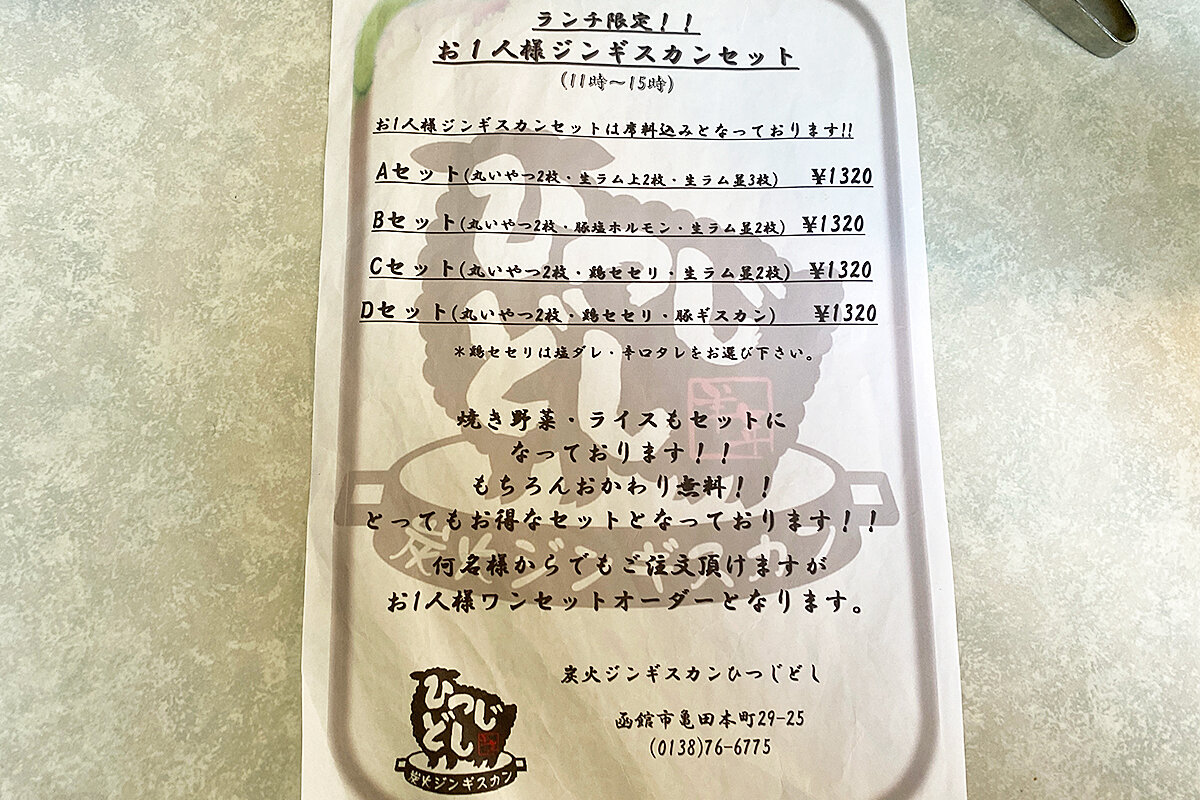 ランチ限定！！
お1人様ジンギスカンセット
(11時～15時)
お1人様ジンギスカンセットは席料込みとなっております!!
Aセット(丸いやつ2枚・生ラム上2枚・生ラム並3枚) ¥1320
Bセット(丸いやつ2枚・豚塩ホルモン・生ラム並2枚) ¥1320
Cセット(丸いやつ2枚・鶏セセリ・生ラム並2枚) ¥1320
Dセット(丸いやつ2枚・鶏セセリ・豚ギスカン) ¥1320
＊鶏セセリは塩ダレ・辛口タレをお選び下さい。
焼き野菜・ライスもセットに
なっております！！
もちろんおかわり無料！！
とってもお得なセットとなっております！！
何名様からでもご注文頂けますが
お1人様ワンセットオーダーとなります。
ひつじ
どし
炭火ジンギスカン
炭火ジンギスカンひつじどし
函館市亀田本町29-25
(0138)76-6775
ひつじ
どし
炭火ジンギスカン